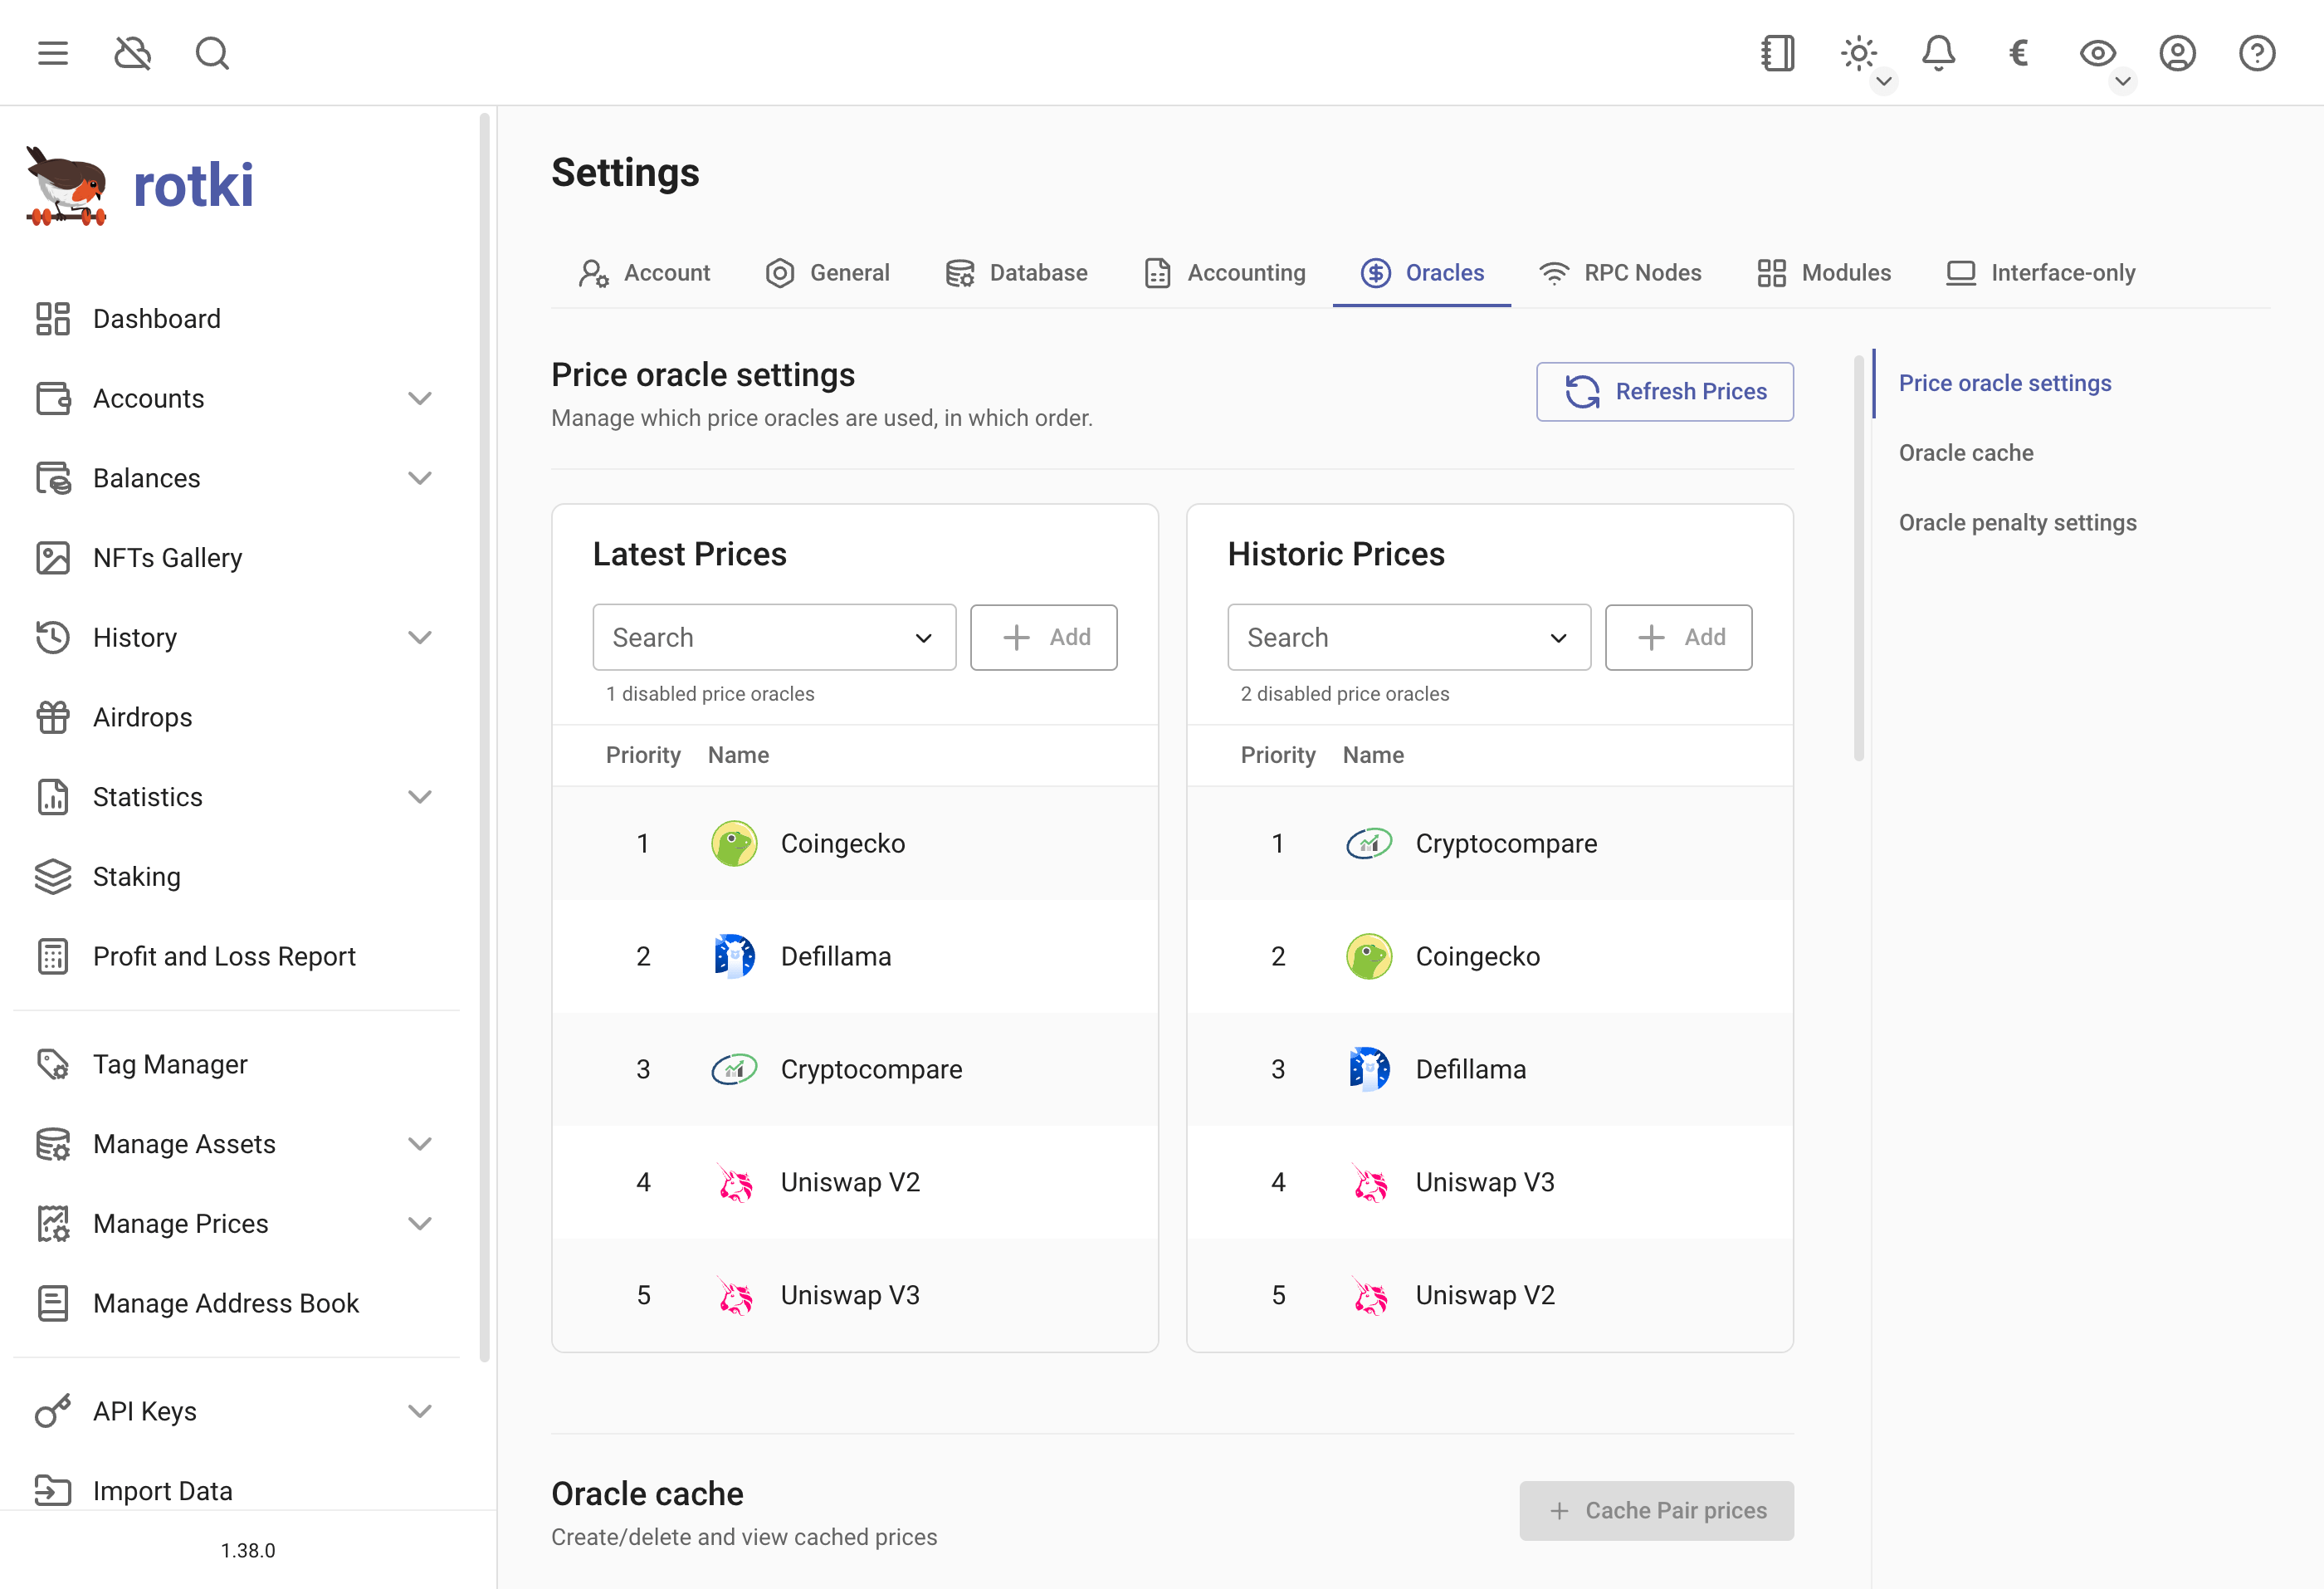 €
rotki
Dashboard
Accounts
Balances
NFTs Gallery
History
Airdrops
Statistics
Staking
Profit and Loss Report
Tag Manager
Manage Assets
Manage Prices
Manage Address Book
API Keys
Import Data
1.38.0
Settings
Account
General
Database
Accounting
Oracles
RPC Nodes
Modules
Interface-only
Price oracle settings
Manage which price oracles are used, in which order.
Refresh Prices
Latest Prices
Search
Add
1 disabled price oracles
Priority Name
1 Coingecko
2 Defillama
3 Cryptocompare
4 Uniswap V2
5 Uniswap V3
Historic Prices
Search
Add
2 disabled price oracles
Priority Name
1 Cryptocompare
2 Coingecko
3 Defillama
4 Uniswap V3
5 Uniswap V2
Oracle cache
Create/delete and view cached prices
Cache Pair prices
Price oracle settings
Oracle cache
Oracle penalty settings